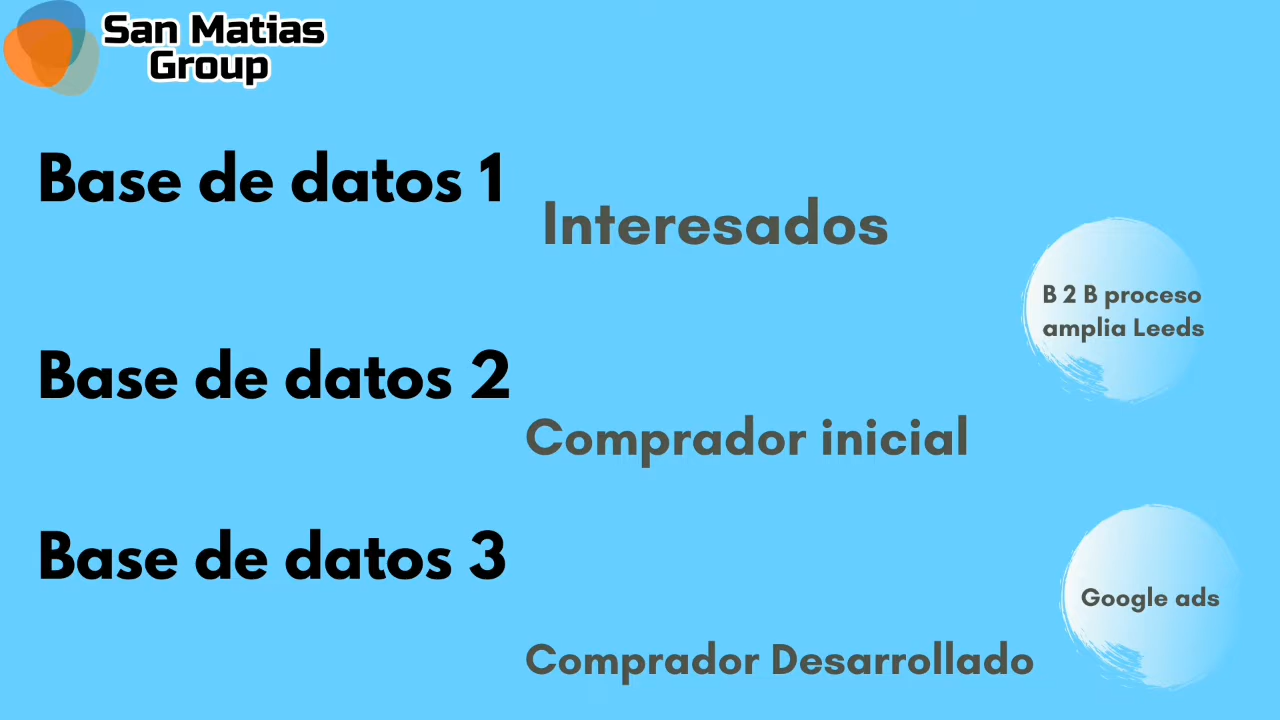 San Matias
Group
Base de datos 1
Interesados
B 2 B proceso
amplia Leeds
Base de datos 2
Comprador inicial
Base de datos 3
Google ads
Comprador Desarrollado